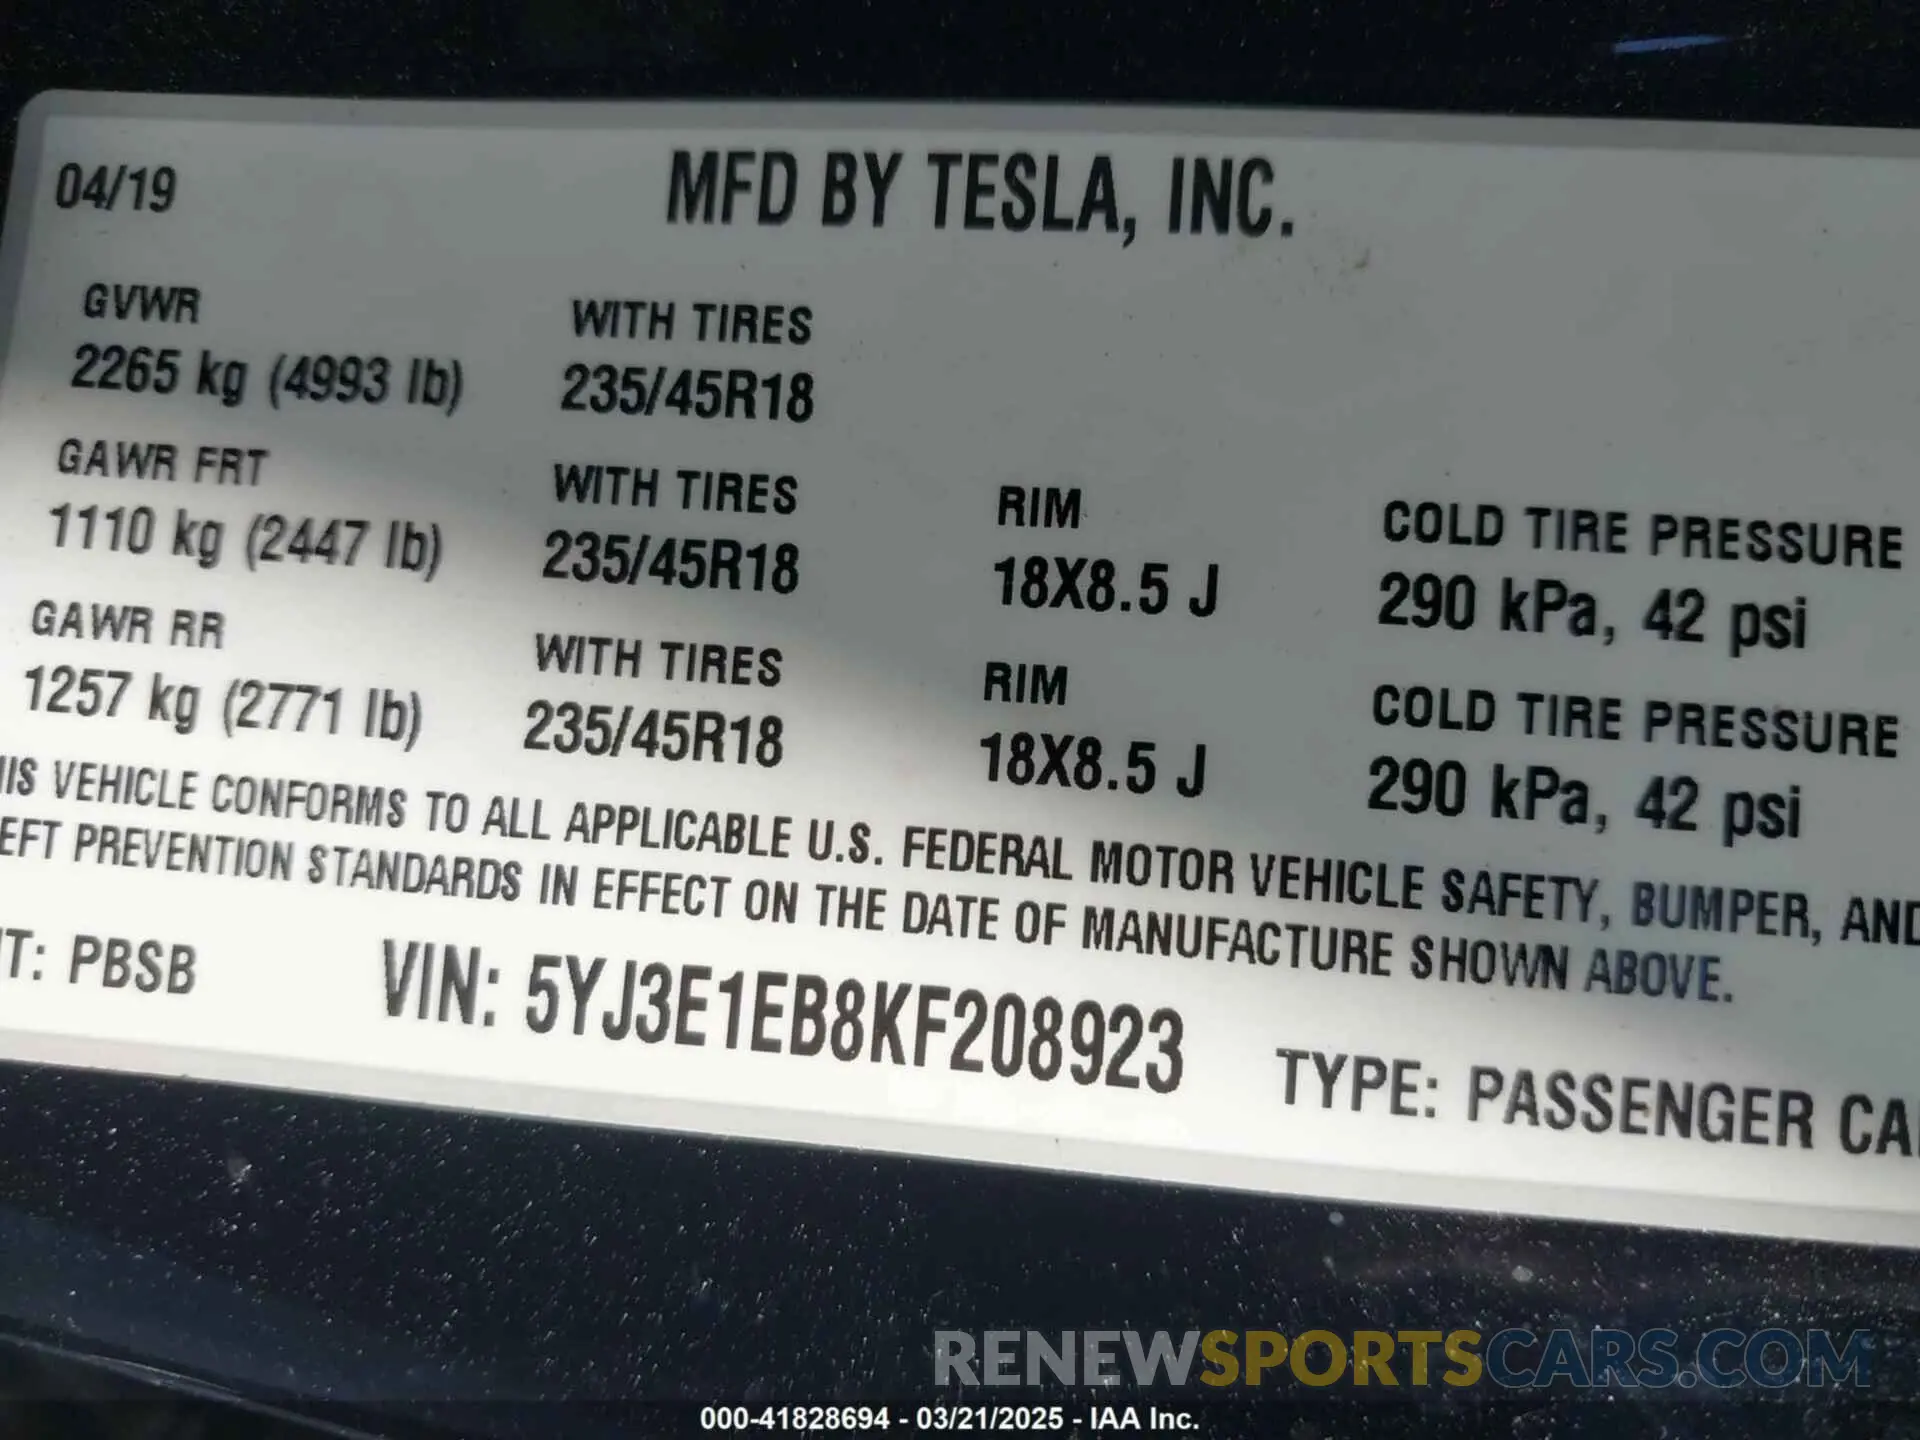 04/19 MFD BY TESLA, INC.
GVWR WITH TIRES
2265 kg (4993 lb) 235/45R18
GAWR FRT WITH TIRES RIM COLD TIRE PRESSURE
1110 kg (2447 lb) 235/45R18 18X8.5 J 290 kPa, 42 psi
GAWR RR WITH TIRES RIM COLD TIRE PRESSURE
1257 kg (2771 lb) 235/45R18 18X8.5 J 290 kPa, 42 psi
IS VEHICLE CONFORMS TO ALL APPLICABLE U.S. FEDERAL MOTOR VEHICLE SAFETY, BUMPER, AND
EFT PREVENTION STANDARDS IN EFFECT ON THE DATE OF MANUFACTURE SHOWN ABOVE.
T: PBSB VIN: 5YJ3E1EB8KF208923 TYPE: PASSENGER CA
RENEWSPORTSCARS.COM
000-41828694 - 03/21/2025 - IAA Inc.